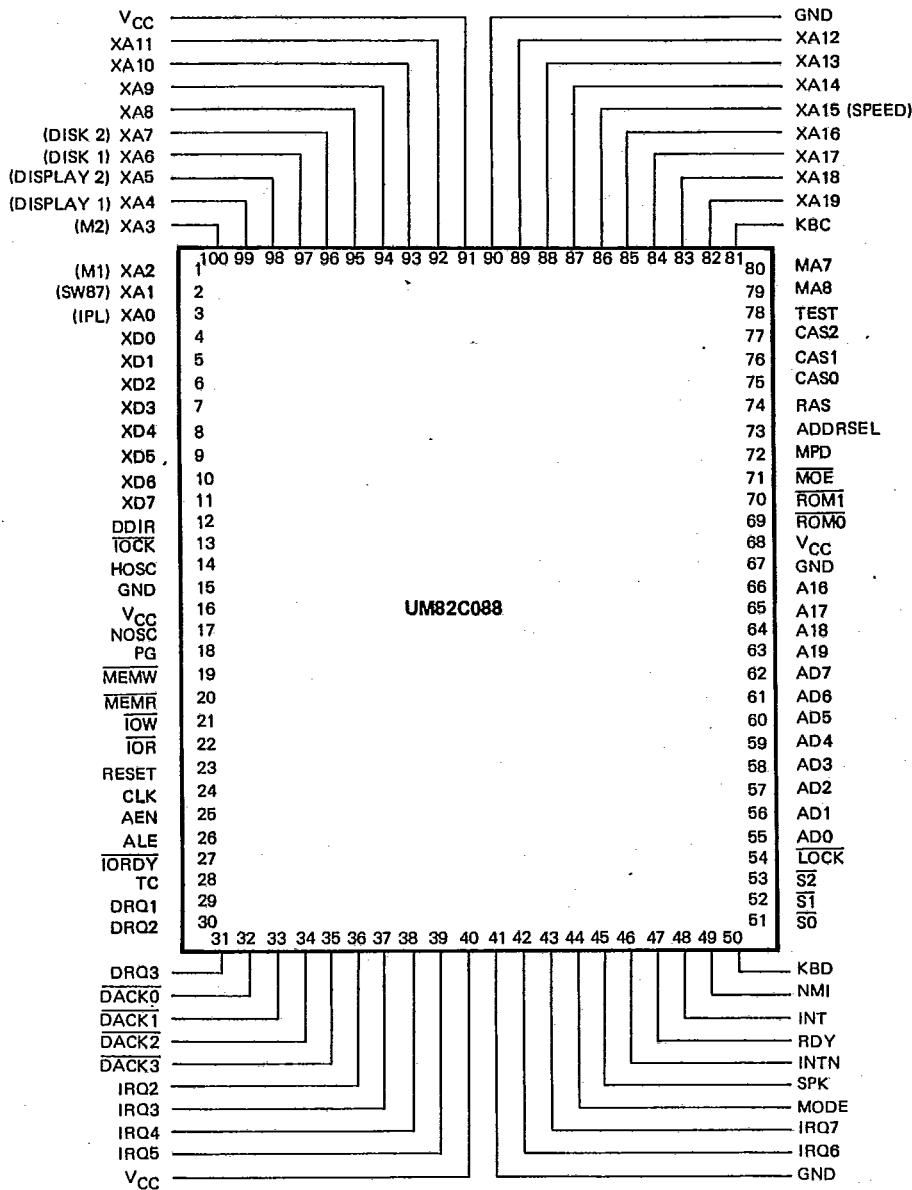 VCC
XA11
XA10
XA9
XA8
(DISK 2) XA7
(DISK 1) XA6
(DISPLAY 2) XA5
(DISPLAY 1) XA4
(M2) XA3
GND
XA12
XA13
XA14
XA15 (SPEED)
XA16
XA17
XA18
XA19
KBC
100 99 98 97 96 95 94 93 92 91 90 89 88 87 86 85 84 83 82 81
(M1) XA2 1
(SW87) XA1 2
(IPL) XA0 3
XD0 4
XD1 5
XD2 6
XD3 7
XD4 8
XD5 9
XD6 10
XD7 11
DDIR 12
IOCK 13
HOSC 14
GND 15
VCC 16
NOSC 17
PG 18
MEMW 19
MEMR 20
IOW 21
IOR 22
RESET 23
CLK 24
AEN 25
ALE 26
IORDY 27
TC 28
DRQ1 29
DRQ2 30
UM82C088
80 MA7
79 MA8
78 TEST
77 CAS2
76 CAS1
75 CAS0
74 RAS
73 ADDRSEL
72 MPD
71 MOE
70 ROM1
69 ROM0
68 VCC
67 GND
66 A16
65 A17
64 A18
63 A19
62 AD7
61 AD6
60 AD5
59 AD4
58 AD3
57 AD2
56 AD1
55 AD0
54 LOCK
53 S2
52 S1
51 S0
31 32 33 34 35 36 37 38 39 40 41 42 43 44 45 46 47 48 49 50
DRQ3
DACK0
DACK1
DACK2
DACK3
IRQ2
IRQ3
IRQ4
IRQ5
VCC
KBD
NMI
INT
RDY
INTN
SPK
MODE
IRQ7
IRQ6
GND